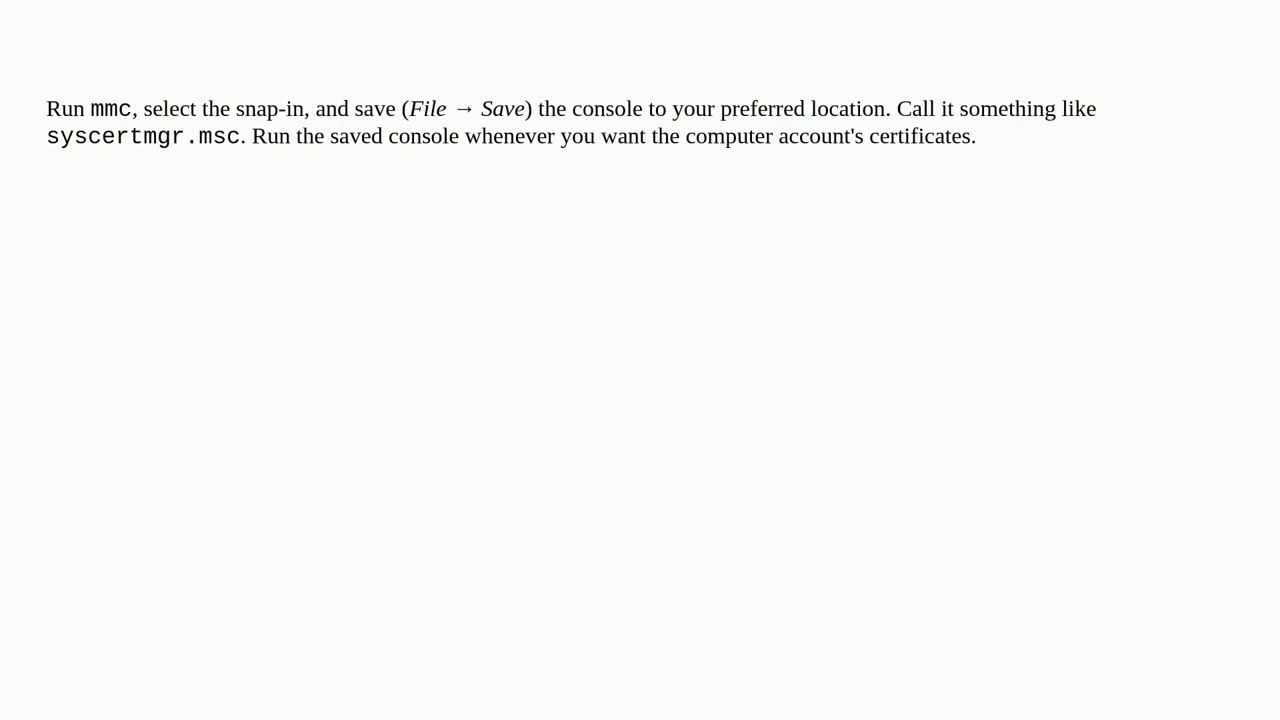 Run mmc, select the snap-in, and save (File → Save) the console to your preferred location. Call it something like
syscertmgr.msc. Run the saved console whenever you want the computer account's certificates.